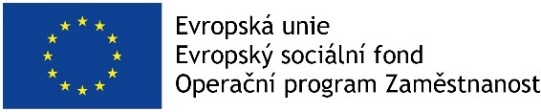 Evropská unie
Evropský sociální fond
Operační program Zaměstnanost